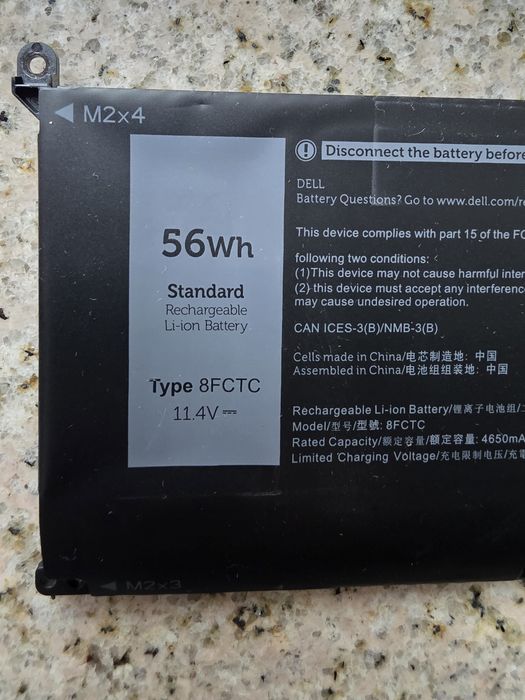 M2x4
56Wh
Standard
Rechargeable
Li-ion Battery
Type 8FCTC
11.4V ⎓
Disconnect the battery before
DELL
Battery Questions? Go to www.dell.com/
This device complies with part 15 of the
following two conditions:
(1)This device may not cause harmful
(2) this device must accept any interference
may cause undesired operation.
CAN ICES-3(B)/NMB-3(B)
Cells made in China/电芯制造地: 中国
Assembled in China/电池组组装地: 中国
Rechargeable Li-ion Battery/锂离子电池组/
Model/型号/型號: 8FCTC
Rated Capacity/额定容量/額定容量: 4650mA
Limited Charging Voltage/充电限制电压/
M2x3